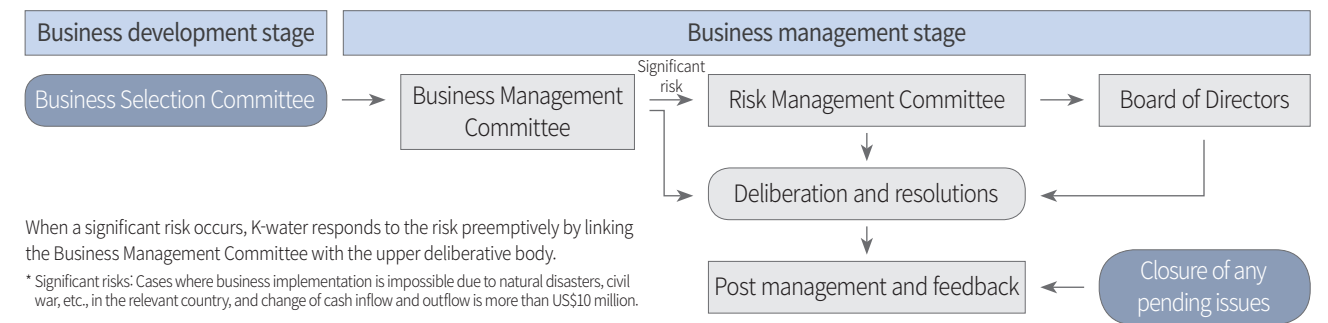 Business development stage
Business management stage
Business Selection Committee
Business Management
Committee
Significant
risk
Risk Management Committee
Board of Directors
Deliberation and resolutions
When a significant risk occurs, K-water responds to the risk preemptively by linking
the Business Management Committee with the upper deliberative body.
* Significant risks: Cases where business implementation is impossible due to natural disasters, civil
war, etc., in the relevant country, and change of cash inflow and outflow is more than US$10 million.
Post management and feedback
Closure of any
pending issues